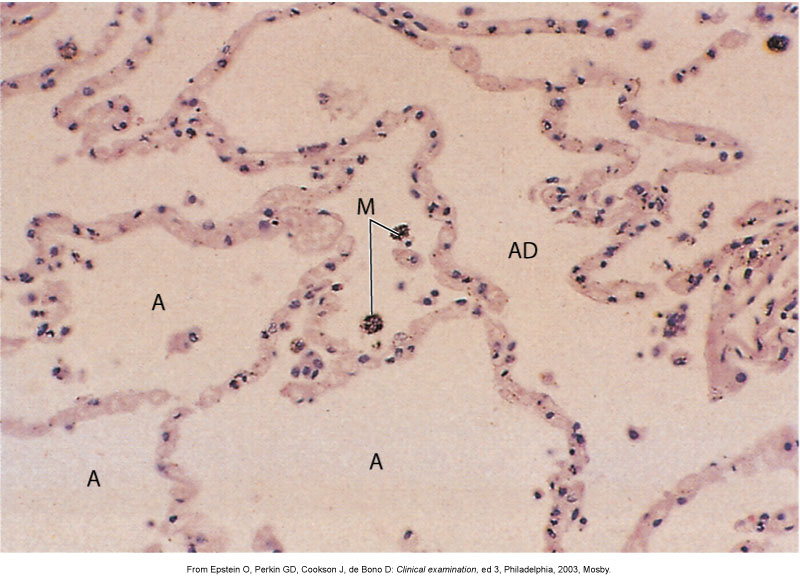 M
AD
A
A
A
From Epstein O, Perkin GD, Cookson J, de Bono D: Clinical examination, ed 3, Philadelphia, 2003, Mosby.